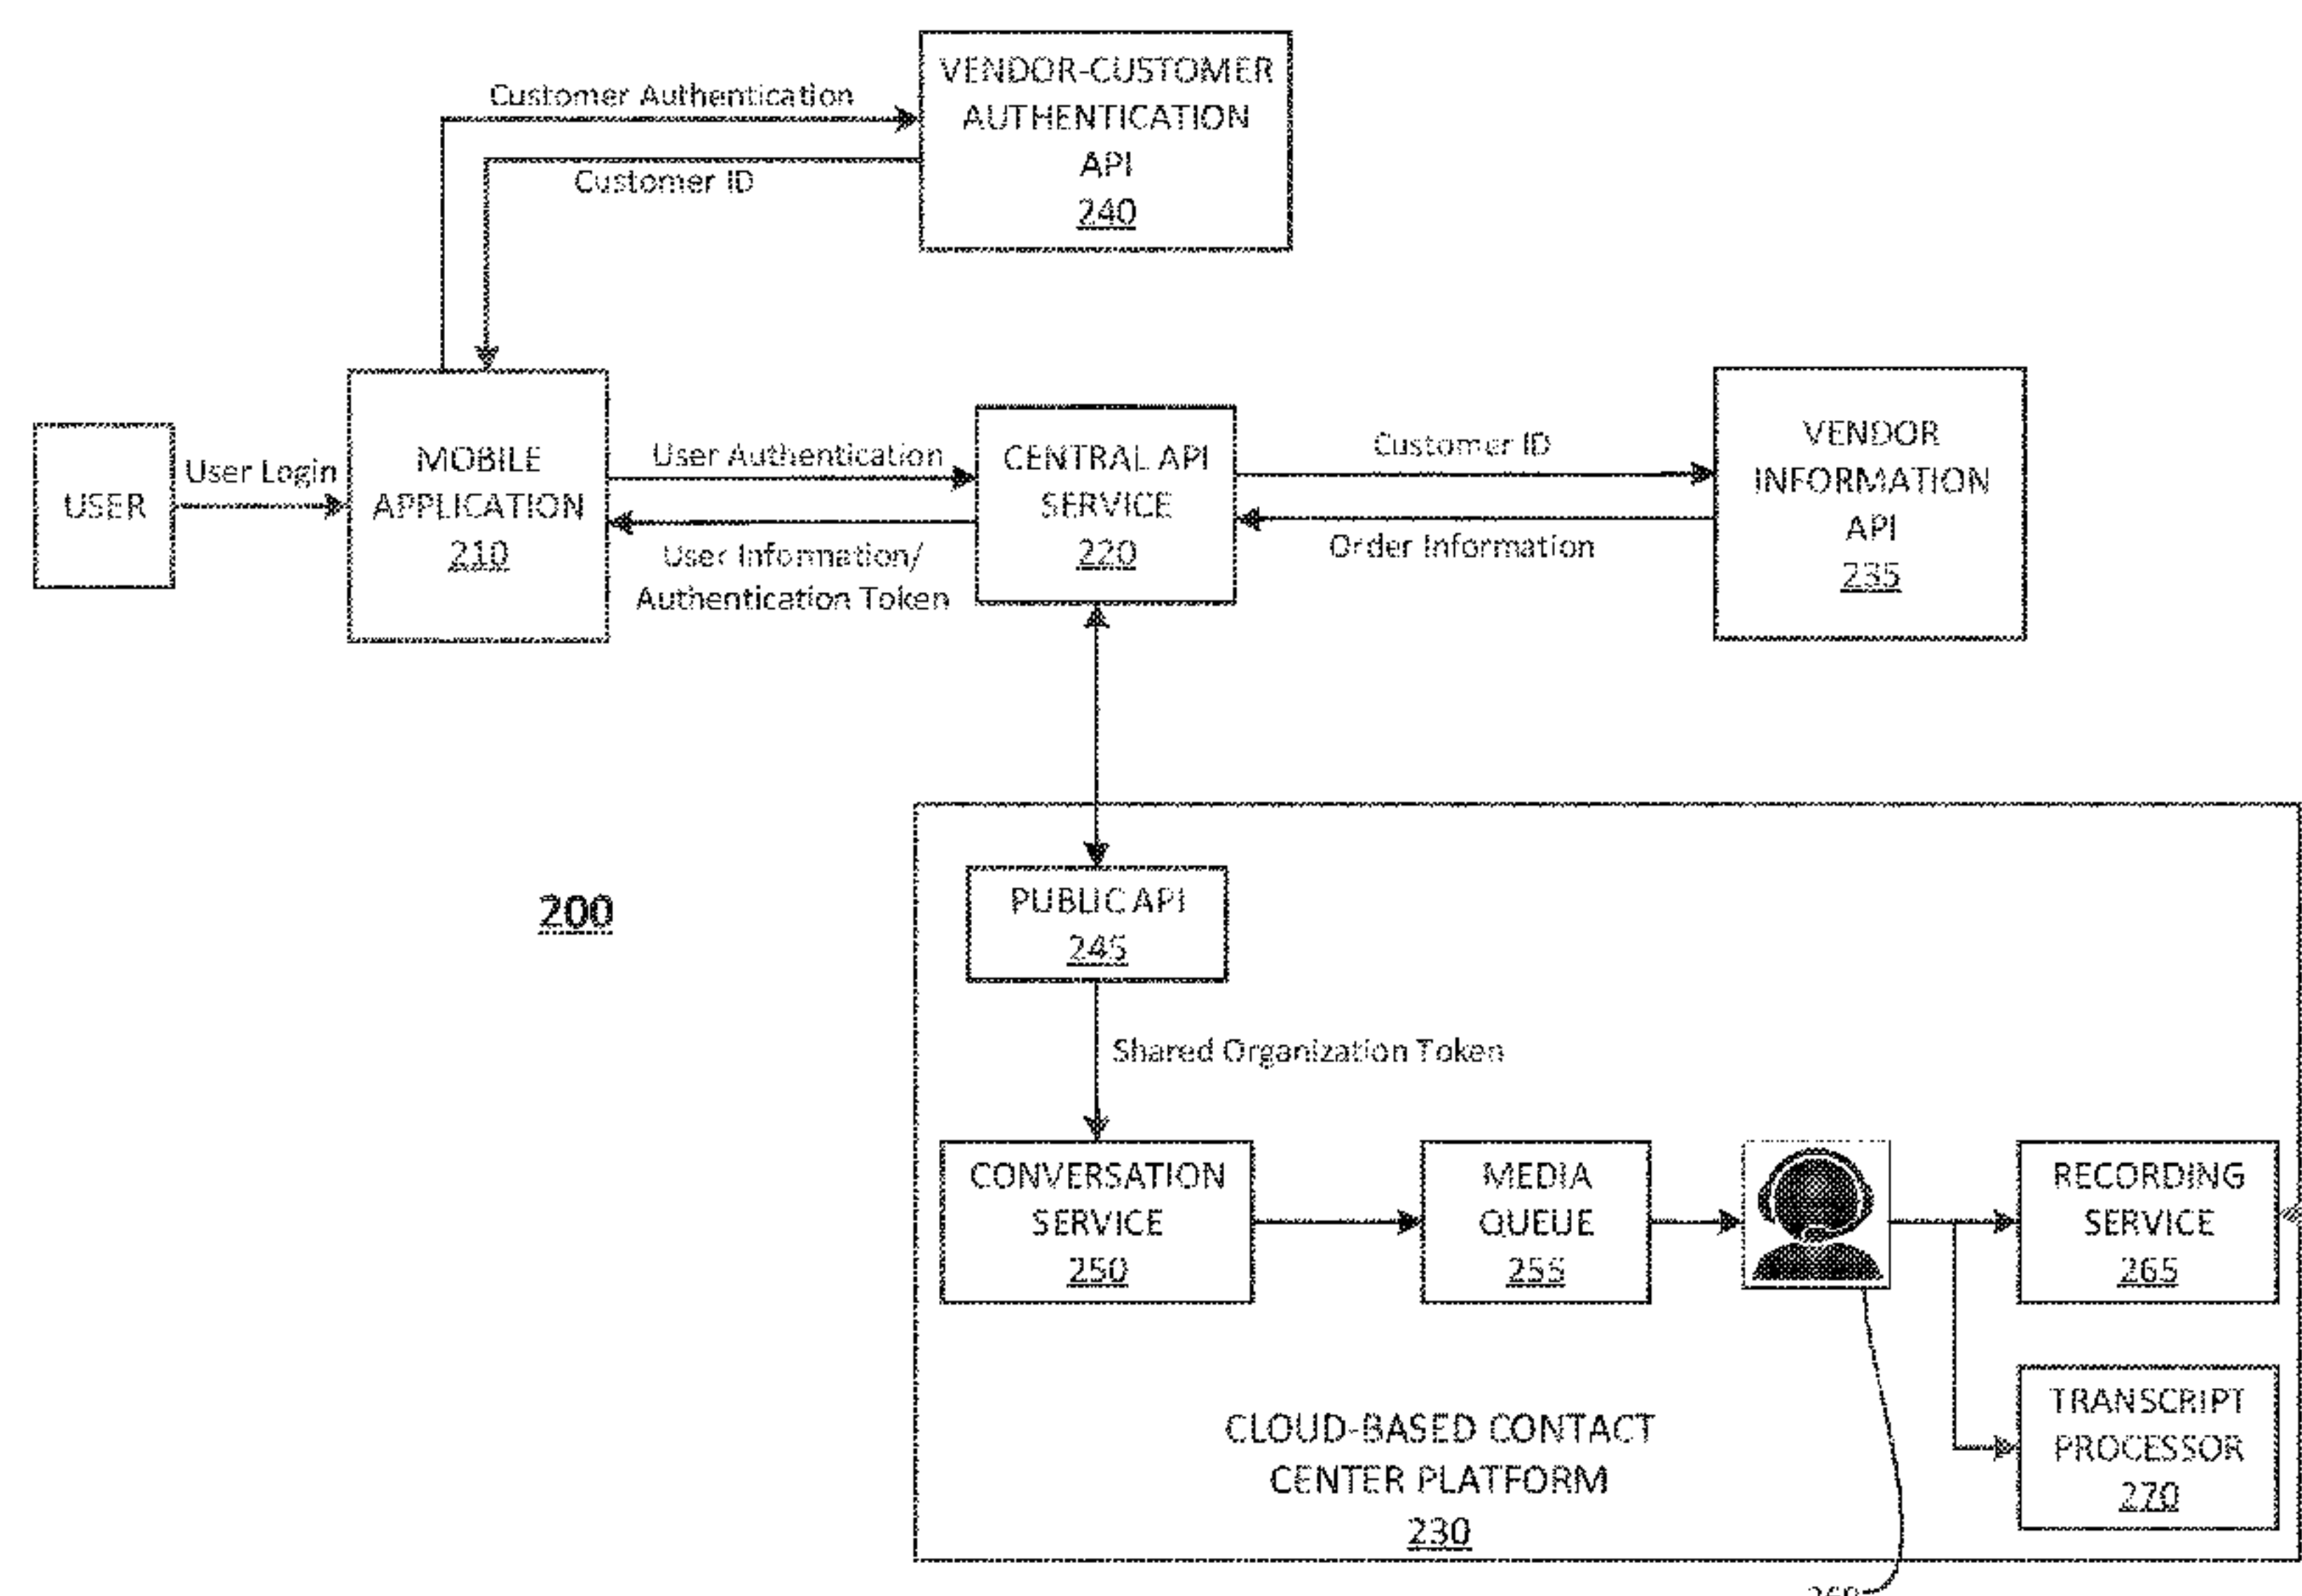 VENDOR-CUSTOMER
AUTHENTICATION
API
240
Customer Authentication
Customer ID
USER
User Login
MOBILE
APPLICATION
210
User Authentication
User Information/
Authentication Token
CENTRAL API
SERVICE
220
Customer ID
Order Information
VENDOR
INFORMATION
API
235
200
PUBLIC API
245
Shared Organization Token
CONVERSATION
SERVICE
250
MEDIA
QUEUE
255
RECORDING
SERVICE
265
TRANSCRIPT
PROCESSOR
270
CLOUD-BASED CONTACT
CENTER PLATFORM
230